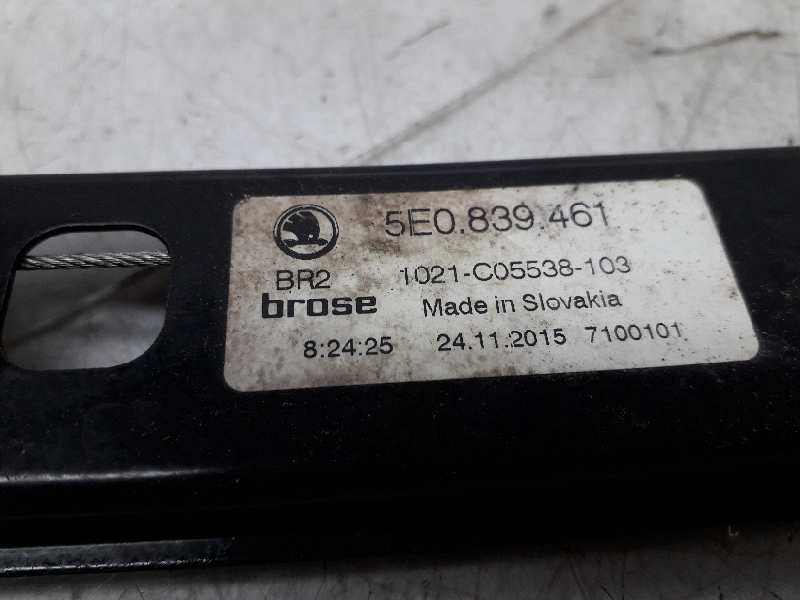 5E0.839.461
BR2 1021-C05538-103
brose Made in Slovakia
8:24:25 24.11.2015 7100101